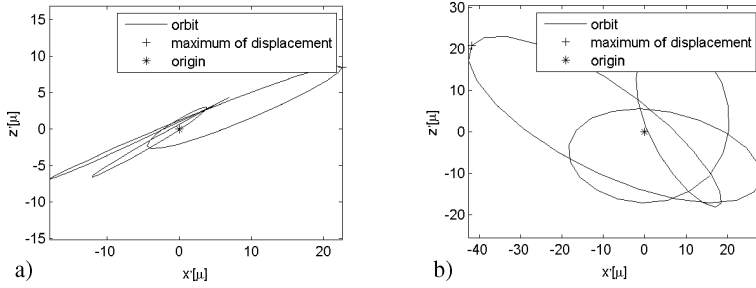 orbit
maximum of displacement
origin
15
10
5
0
-5
-10
-15
z'[μ]
-10
0
10
20
x'[μ]
a)
orbit
maximum of displacement
origin
30
20
10
0
-10
-20
z'[μ]
-40
-30
-20
-10
0
10
20
x'[μ]
b)